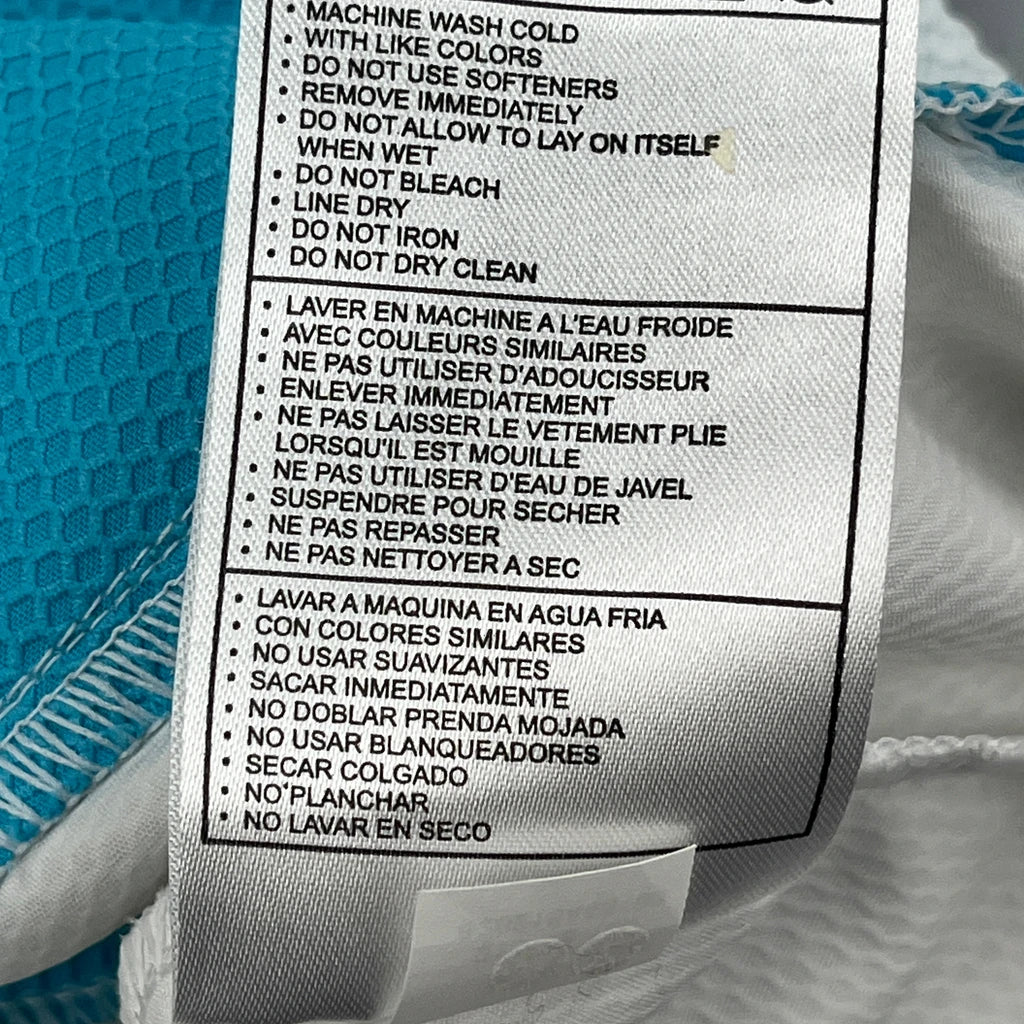 • MACHINE WASH COLD
• WITH LIKE COLORS
• DO NOT USE SOFTENERS
• REMOVE IMMEDIATELY
• DO NOT ALLOW TO LAY ON ITSELF
WHEN WET
• DO NOT BLEACH
• LINE DRY
• DO NOT IRON
• DO NOT DRY CLEAN
• LAVER EN MACHINE A L'EAU FROIDE
• AVEC COULEURS SIMILAIRES
• NE PAS UTILISER D'ADOUCISSEUR
• ENLEVER IMMEDIATEMENT
• NE PAS LAISSER LE VETEMENT PLIE
LORSQU'IL EST MOUILLE
• NE PAS UTILISER D'EAU DE JAVEL
• SUSPENDRE POUR SECHER
• NE PAS REPASSER
• NE PAS NETTOYER A SEC
• LAVAR A MAQUINA EN AGUA FRIA
• CON COLORES SIMILARES
• NO USAR SUAVIZANTES
• SACAR INMEDIATAMENTE
• NO DOBLAR PRENDA MOJADA
• NO USAR BLANQUEADORES
• SECAR COLGADO
• NO PLANCHAR
• NO LAVAR EN SECO